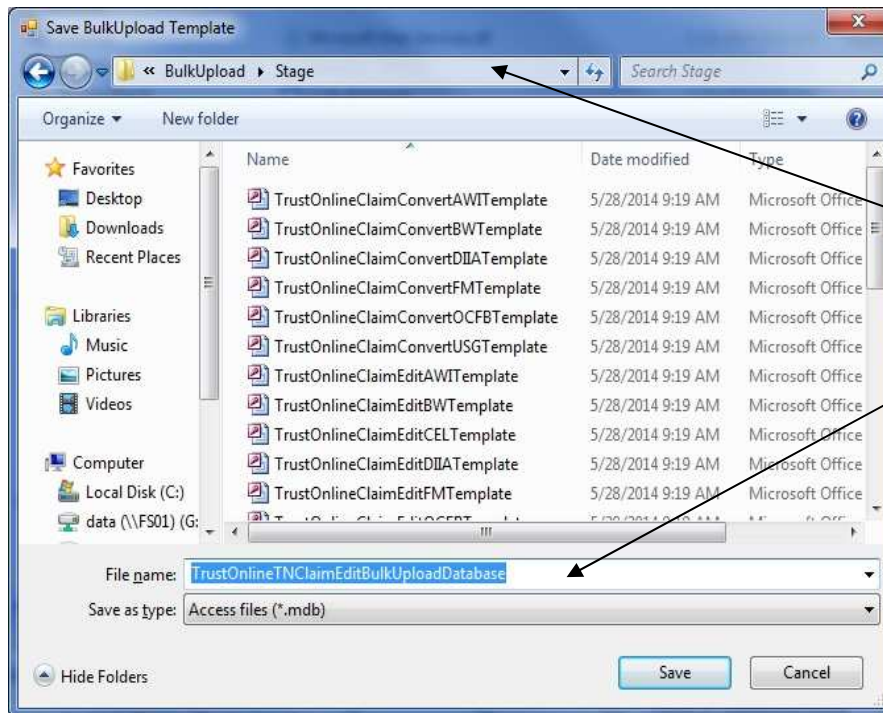 Save BulkUpload Template
« BulkUpload ▸ Stage
Search Stage
Organize
New folder
Name
Date modified
Type
Favorites
Desktop
Downloads
Recent Places
Libraries
Music
Pictures
Videos
Computer
Local Disk (C:)
data (\\FS01) (G:
TrustOnlineClaimConvertAWITemplate 5/28/2014 9:19 AM Microsoft Office
TrustOnlineClaimConvertBWTemplate 5/28/2014 9:19 AM Microsoft Office
TrustOnlineClaimConvertDIIATemplate 5/28/2014 9:19 AM Microsoft Office
TrustOnlineClaimConvertFMTemplate 5/28/2014 9:19 AM Microsoft Office
TrustOnlineClaimConvertOCFBTemplate 5/28/2014 9:19 AM Microsoft Office
TrustOnlineClaimConvertUSGTemplate 5/28/2014 9:19 AM Microsoft Office
TrustOnlineClaimEditAWITemplate 5/28/2014 9:19 AM Microsoft Office
TrustOnlineClaimEditBWTemplate 5/28/2014 9:19 AM Microsoft Office
TrustOnlineClaimEditCELTemplate 5/28/2014 9:19 AM Microsoft Office
TrustOnlineClaimEditDIIATemplate 5/28/2014 9:19 AM Microsoft Office
TrustOnlineClaimEditFMTemplate 5/28/2014 9:19 AM Microsoft Office
File name: TrustOnlineTNClaimEditBulkUploadDatabase
Save as type: Access files (*.mdb)
Hide Folders
Save
Cancel